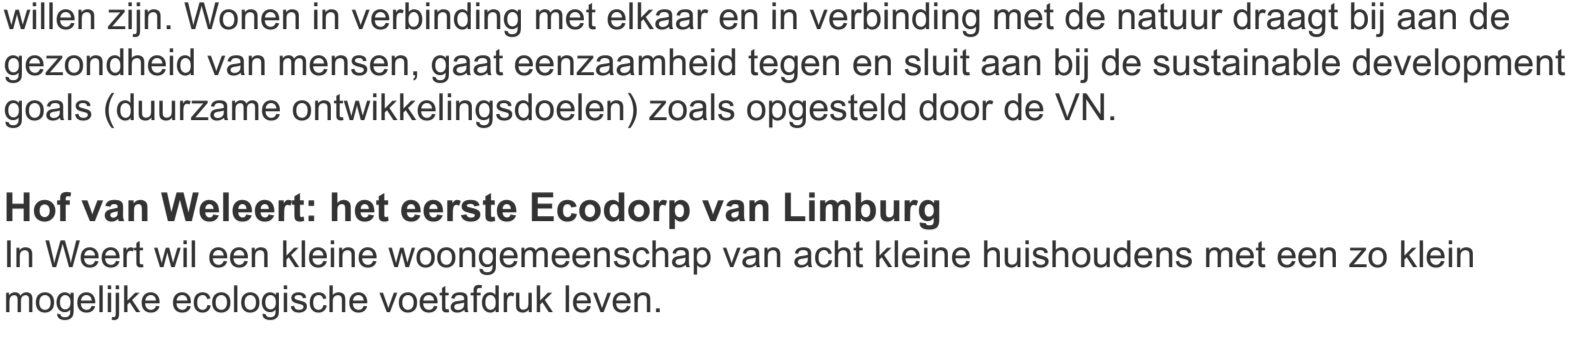 willen zijn. Wonen in verbinding met elkaar en in verbinding met de natuur draagt bij aan de
gezondheid van mensen, gaat eenzaamheid tegen en sluit aan bij de sustainable development
goals (duurzame ontwikkelingsdoelen) zoals opgesteld door de VN.
Hof van Weleert: het eerste Ecodorp van Limburg
In Weert wil een kleine woongemeenschap van acht kleine huishoudens met een zo klein
mogelijke ecologische voetafdruk leven.